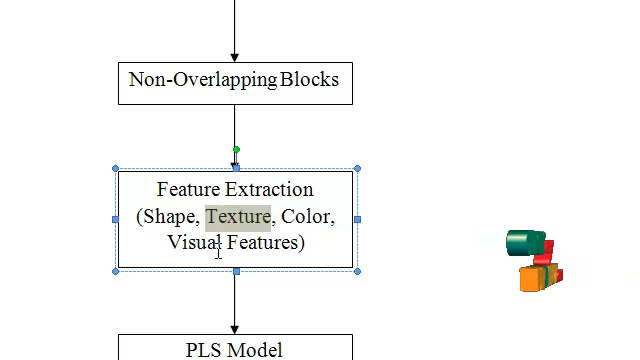 Non-Overlapping Blocks
Feature Extraction
(Shape, Texture, Color,
Visual Features)
PLS Model